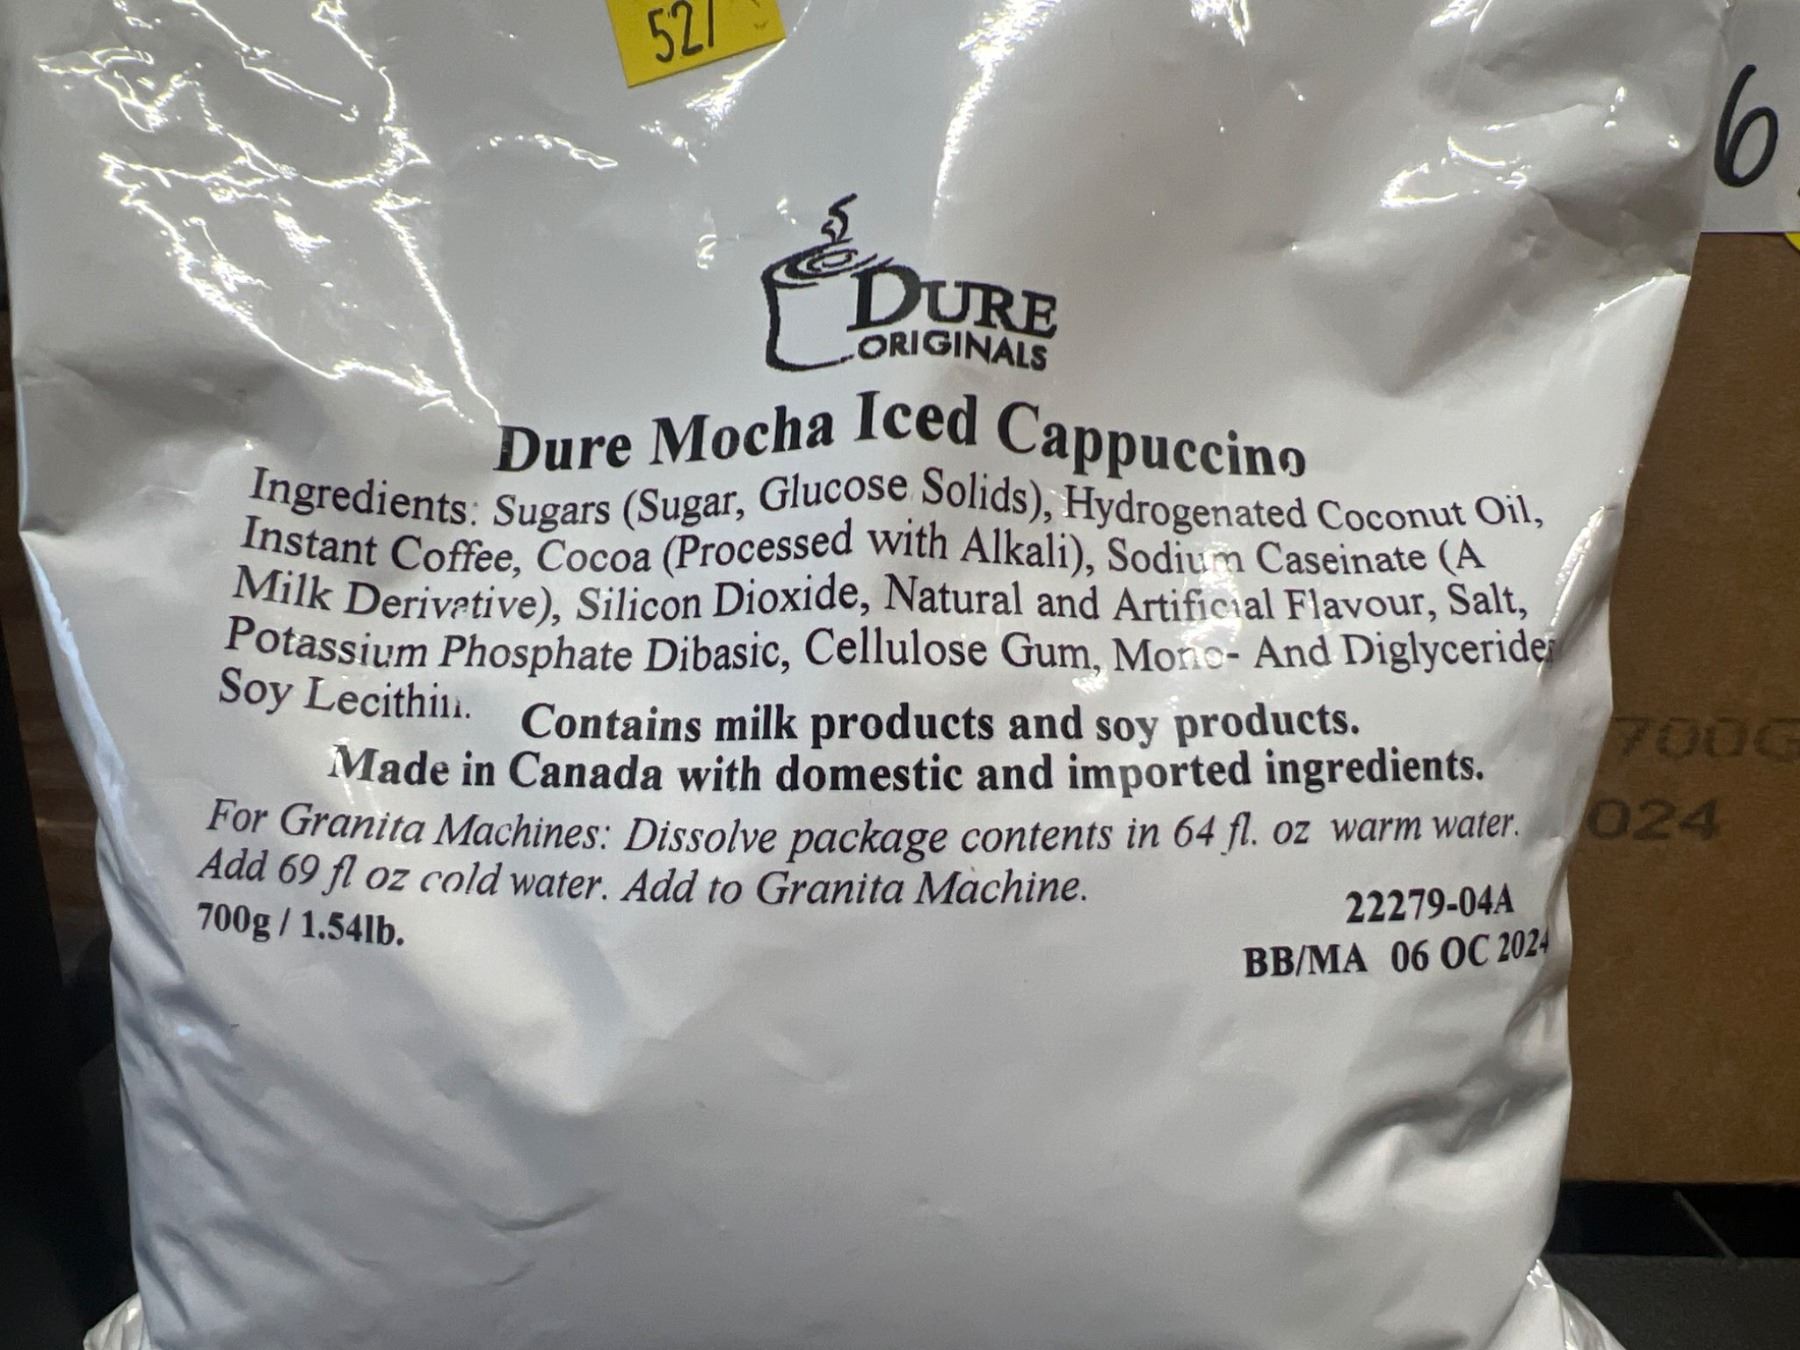 527
6
DURE
ORIGINALS
Dure Mocha Iced Cappuccino
Ingredients: Sugars (Sugar, Glucose Solids), Hydrogenated Coconut Oil,
Instant Coffee, Cocoa (Processed with Alkali), Sodium Caseinate (A
Milk Derivative), Silicon Dioxide, Natural and Artificial Flavour, Salt,
Potassium Phosphate Dibasic, Cellulose Gum, Mono- And Diglycerides
Soy Lecithin.
Contains milk products and soy products.
Made in Canada with domestic and imported ingredients.
For Granita Machines: Dissolve package contents in 64 fl. oz warm water.
Add 69 fl oz cold water. Add to Granita Machine.
700g / 1.54lb.
22279-04A
BB/MA 06 OC 2024
700G
024